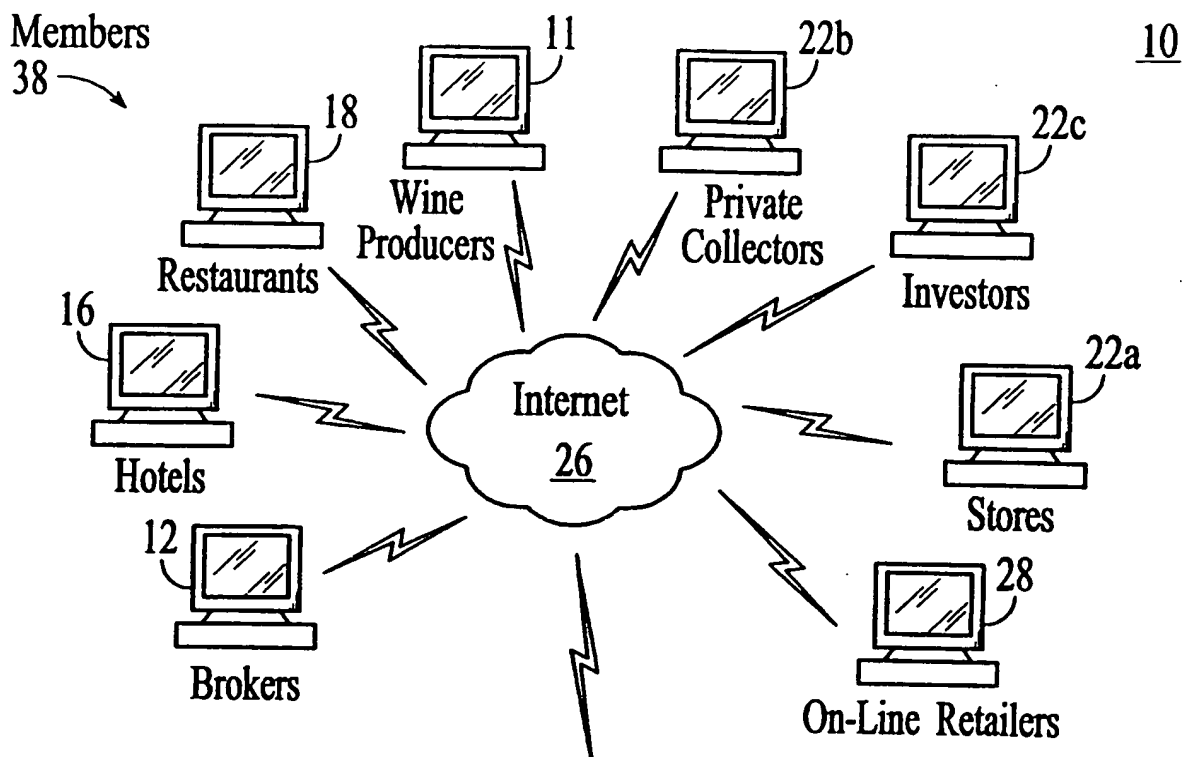 Members
38
11
22b
10
18
22c
Wine
Producers
Private
Collectors
Restaurants
Investors
16
22a
Internet
26
Hotels
Stores
12
28
Brokers
On-Line Retailers